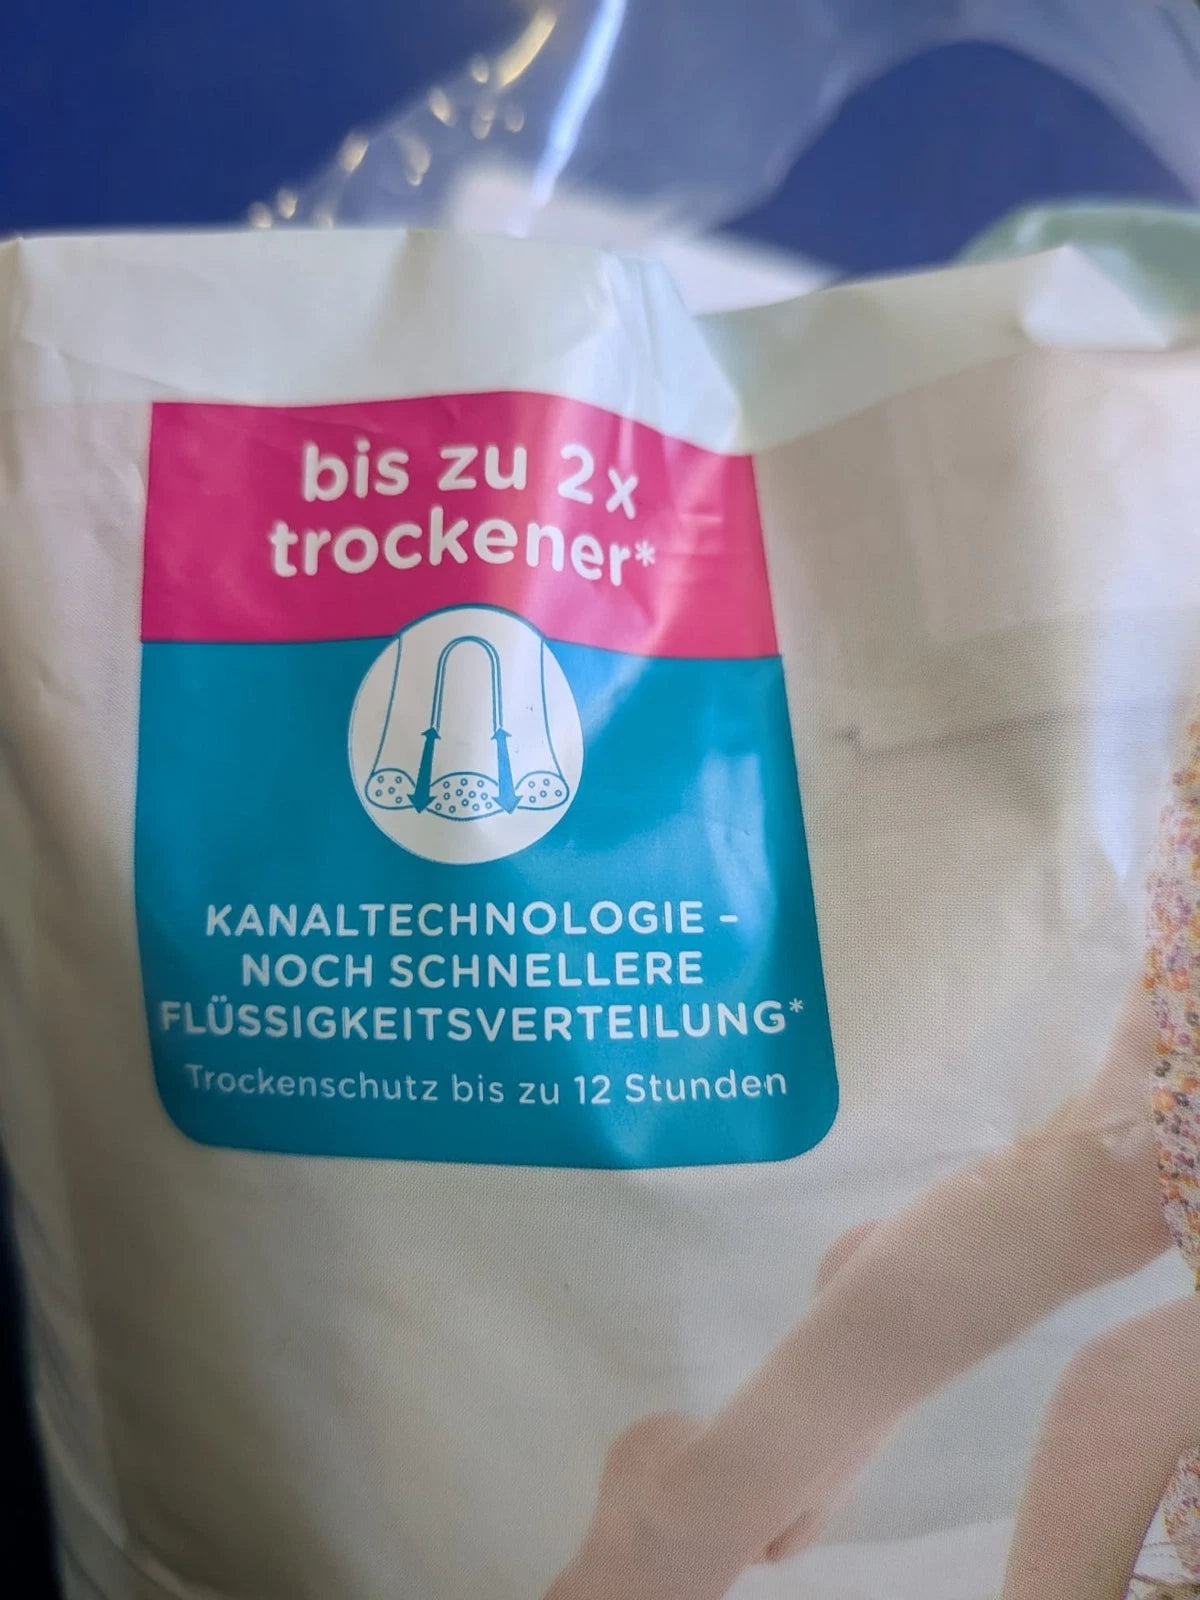 bis zu 2x
trockener*
KANALTECHNOLOGIE –
NOCH SCHNELLERE
FLÜSSIGKEITSVERTEILUNG*
Trockenschutz bis zu 12 Stunden